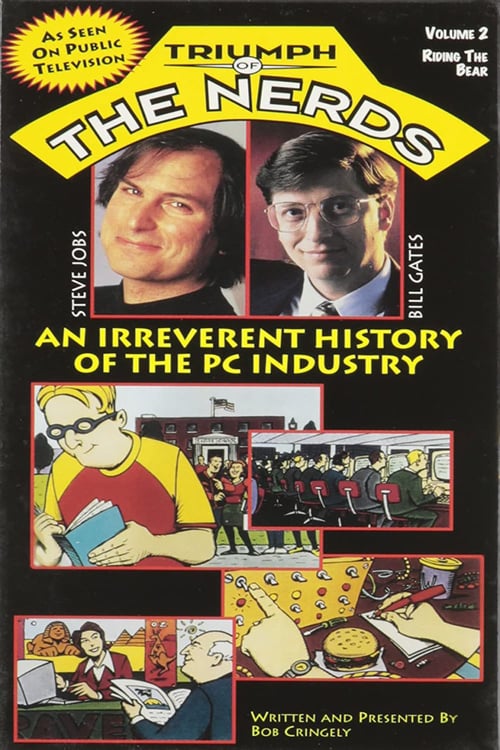 As Seen
On Public
Television
Volume 2
Riding The
Bear
Triumph
of
The Nerds
Steve Jobs
Bill Gates
An Irreverent History
of the PC Industry
Written and Presented By
Bob Cringely